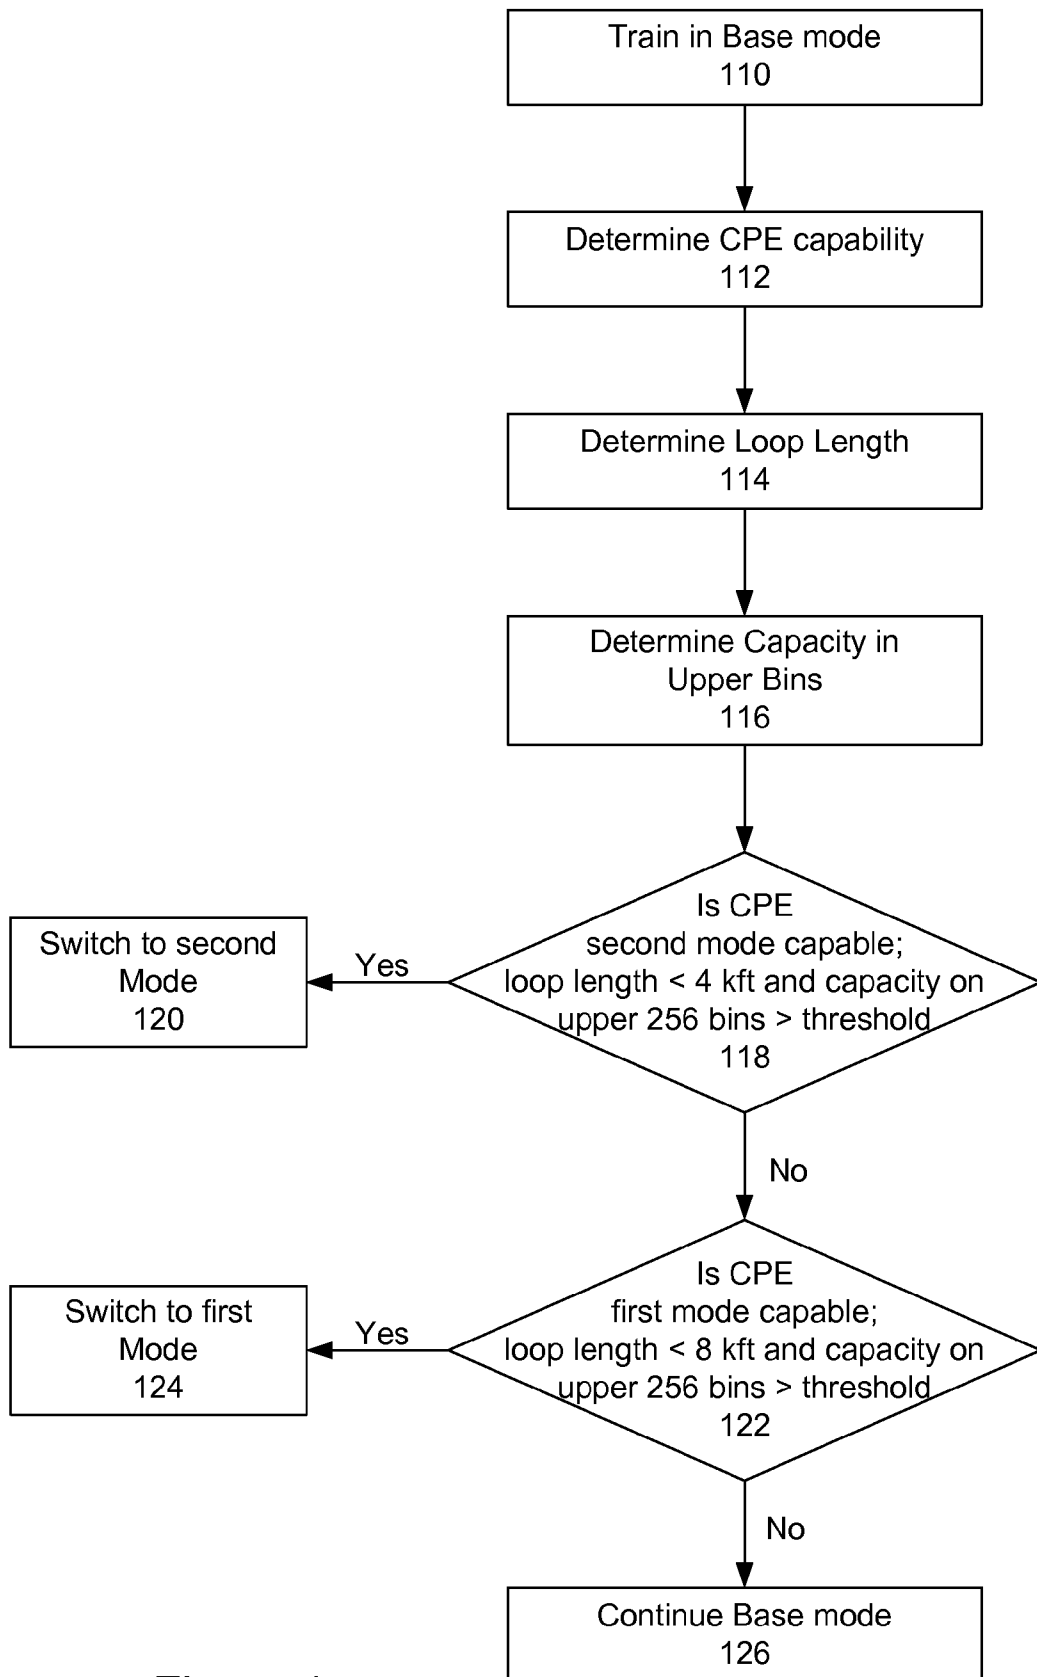 Train in Base mode
110
Determine CPE capability
112
Determine Loop Length
114
Determine Capacity in
Upper Bins
116
Is CPE
second mode capable;
loop length < 4 kft and capacity on
upper 256 bins > threshold
118
Yes
Switch to second
Mode
120
No
Is CPE
first mode capable;
loop length < 8 kft and capacity on
upper 256 bins > threshold
122
Yes
Switch to first
Mode
124
No
Continue Base mode
126